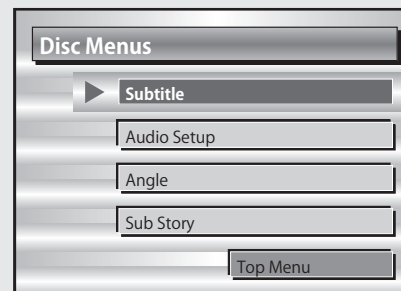 Disc Menus
Subtitle
Audio Setup
Angle
Sub Story
Top Menu